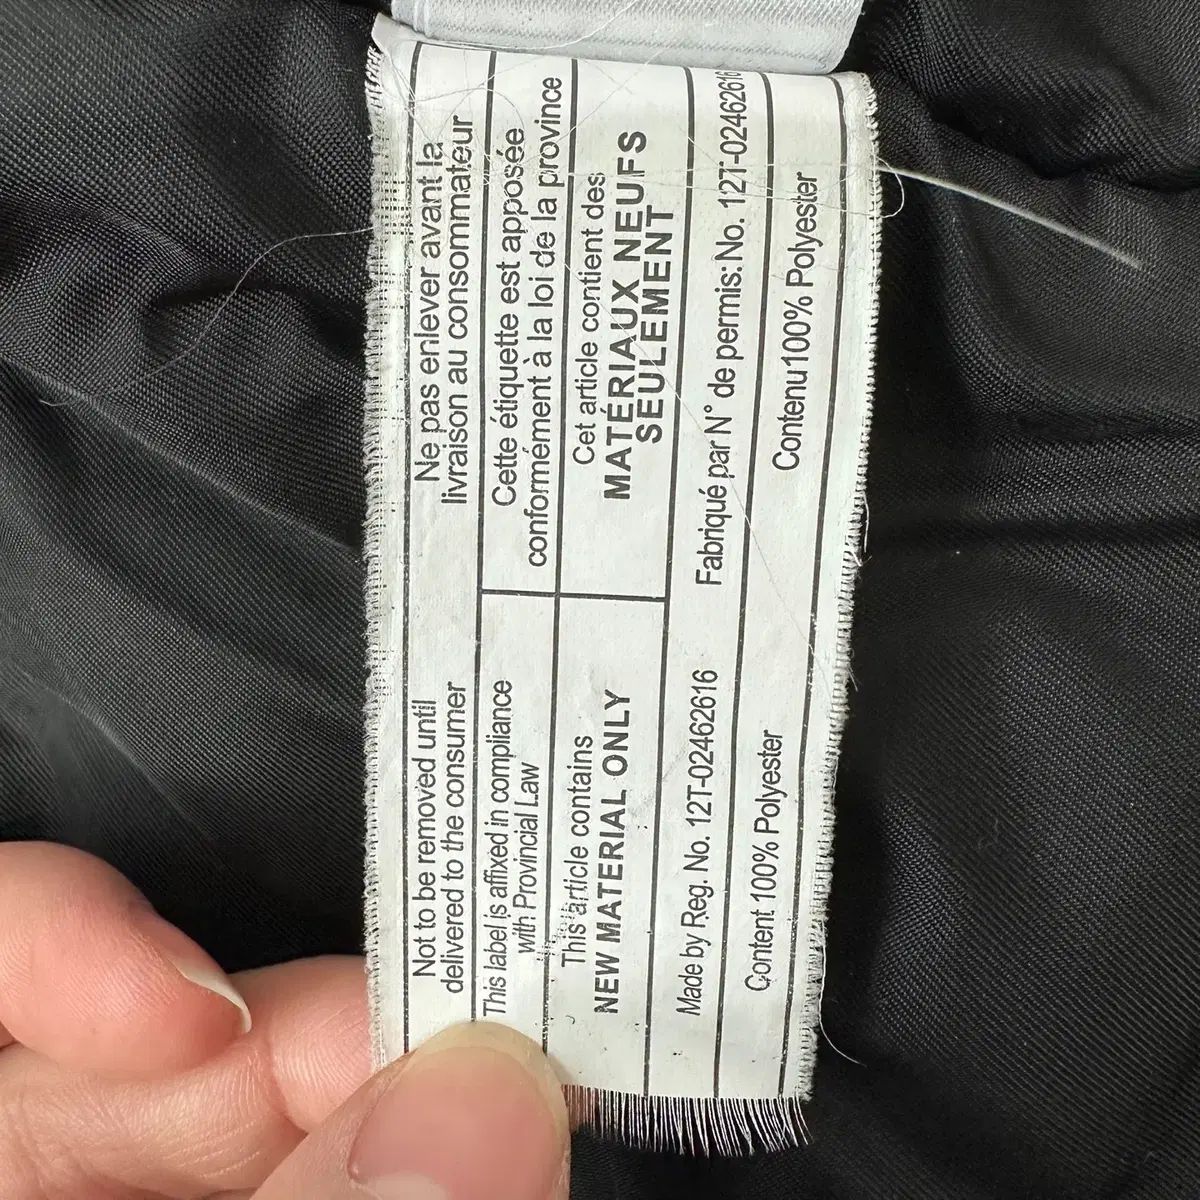 Not to be removed until
delivered to the consumer
Ne pas enlever avant la
livraison au consommateur
This label is affixed in compliance
with Provincial Law
Cette étiquette est apposée
conformément à la loi de la province
This article contains
NEW MATERIAL ONLY
Cet article contient des
MATÉRIAUX NEUFS
SEULEMENT
Made by Reg. No. 12T-02462616
Fabriqué par N° de permis: No. 12T-02462616
Content 100% Polyester
Contenu100% Polyester